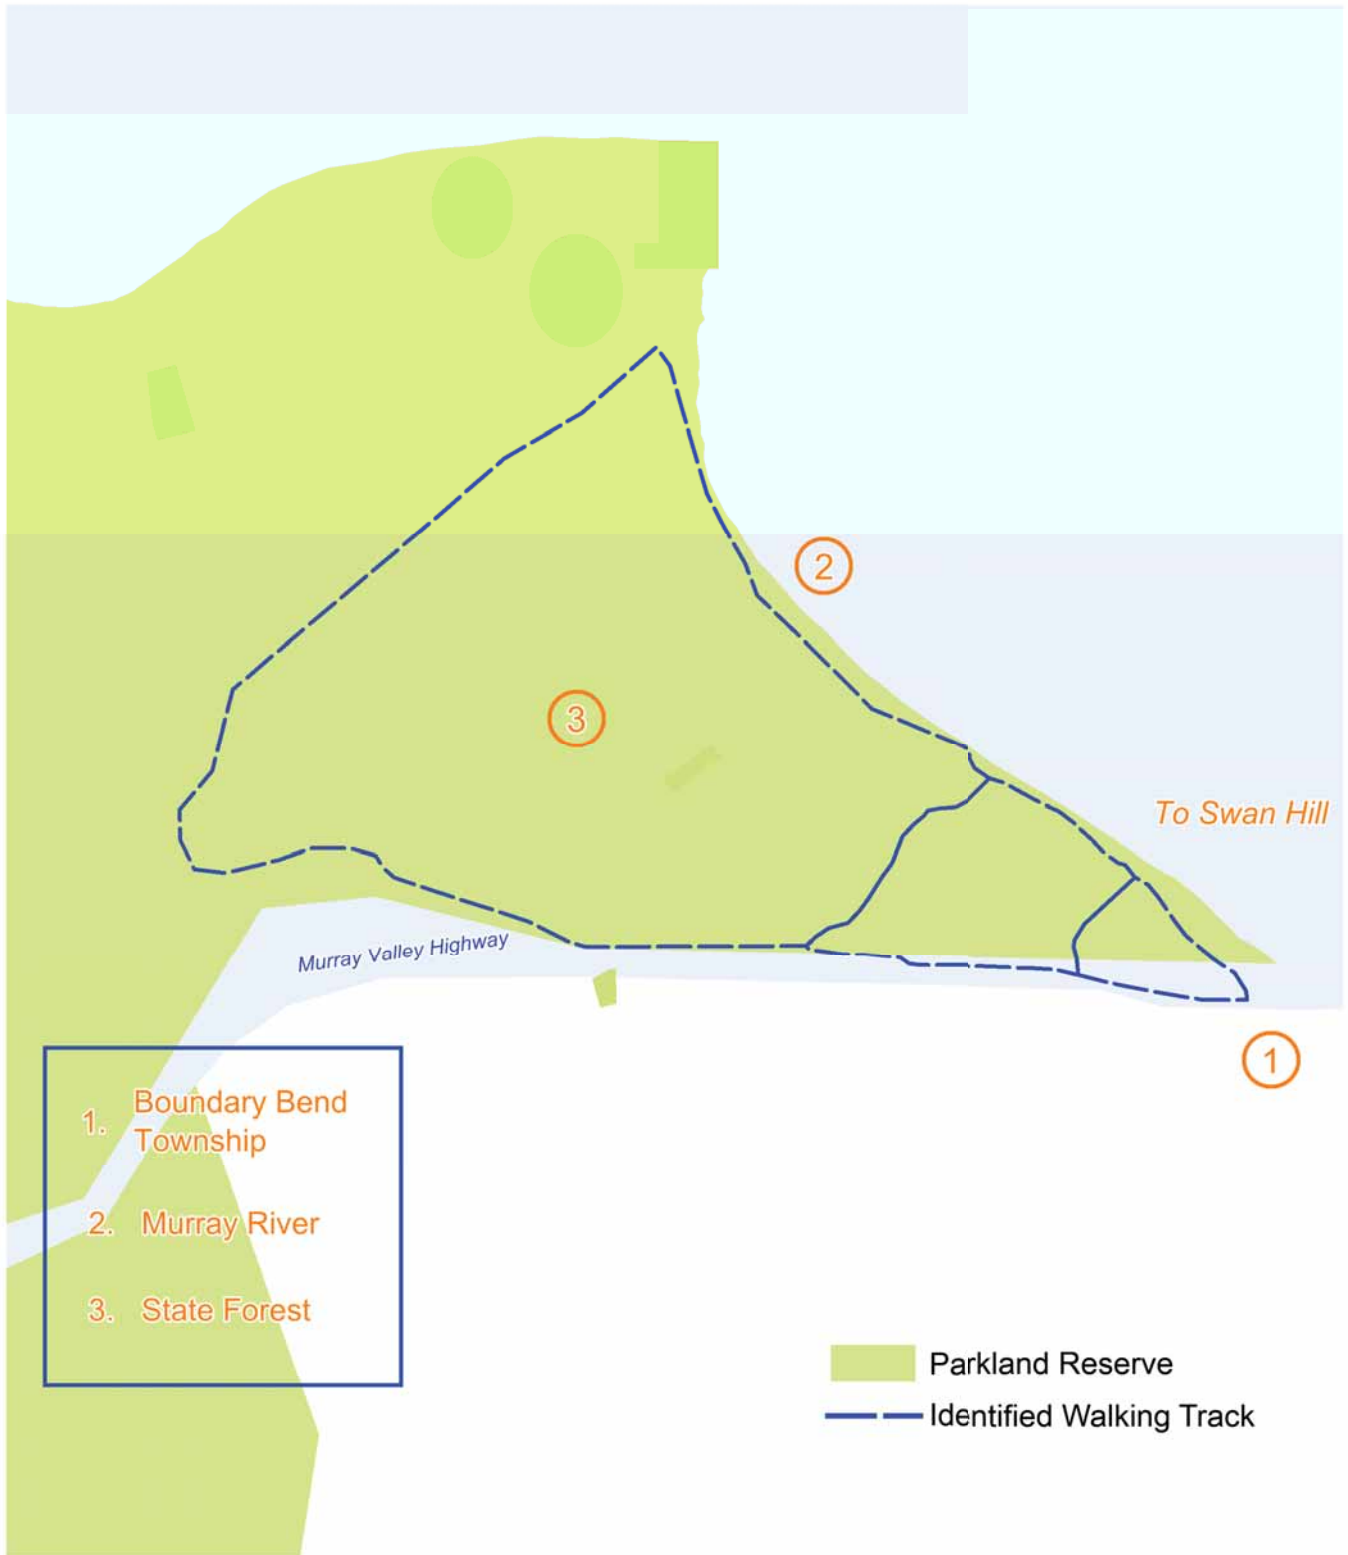 2
3
To Swan Hill
Murray Valley Highway
1
1. Boundary Bend
Township
2. Murray River
3. State Forest
Parkland Reserve
Identified Walking Track